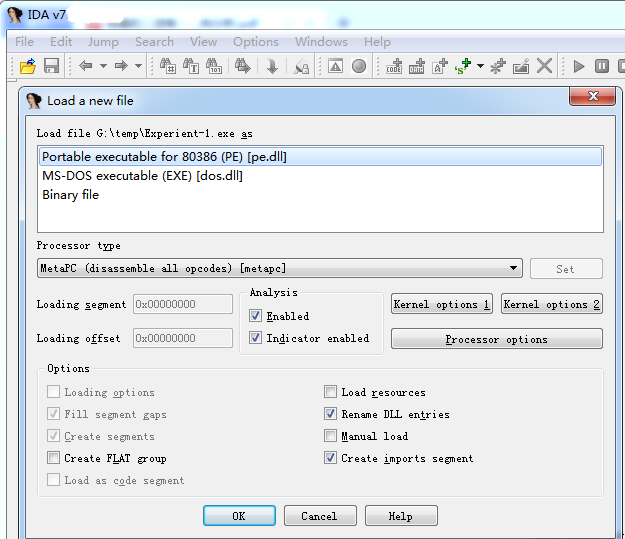 IDA v7
File Edit Jump Search View Options Windows Help
Load a new file
Load file G:\temp\Experient-1.exe as
Portable executable for 80386 (PE) [pe.dll]
MS-DOS executable (EXE) [dos.dll]
Binary file
Processor type
MetaPC (disassemble all opcodes) [metapc]
Set
Analysis
Loading segment 0x00000000
Enabled
Kernel options 1 Kernel options 2
Loading offset 0x00000000
Indicator enabled
Processor options
Options
Loading options
Load resources
Fill segment gaps
Rename DLL entries
Create segments
Manual load
Create FLAT group
Create imports segment
Load as code segment
OK Cancel Help